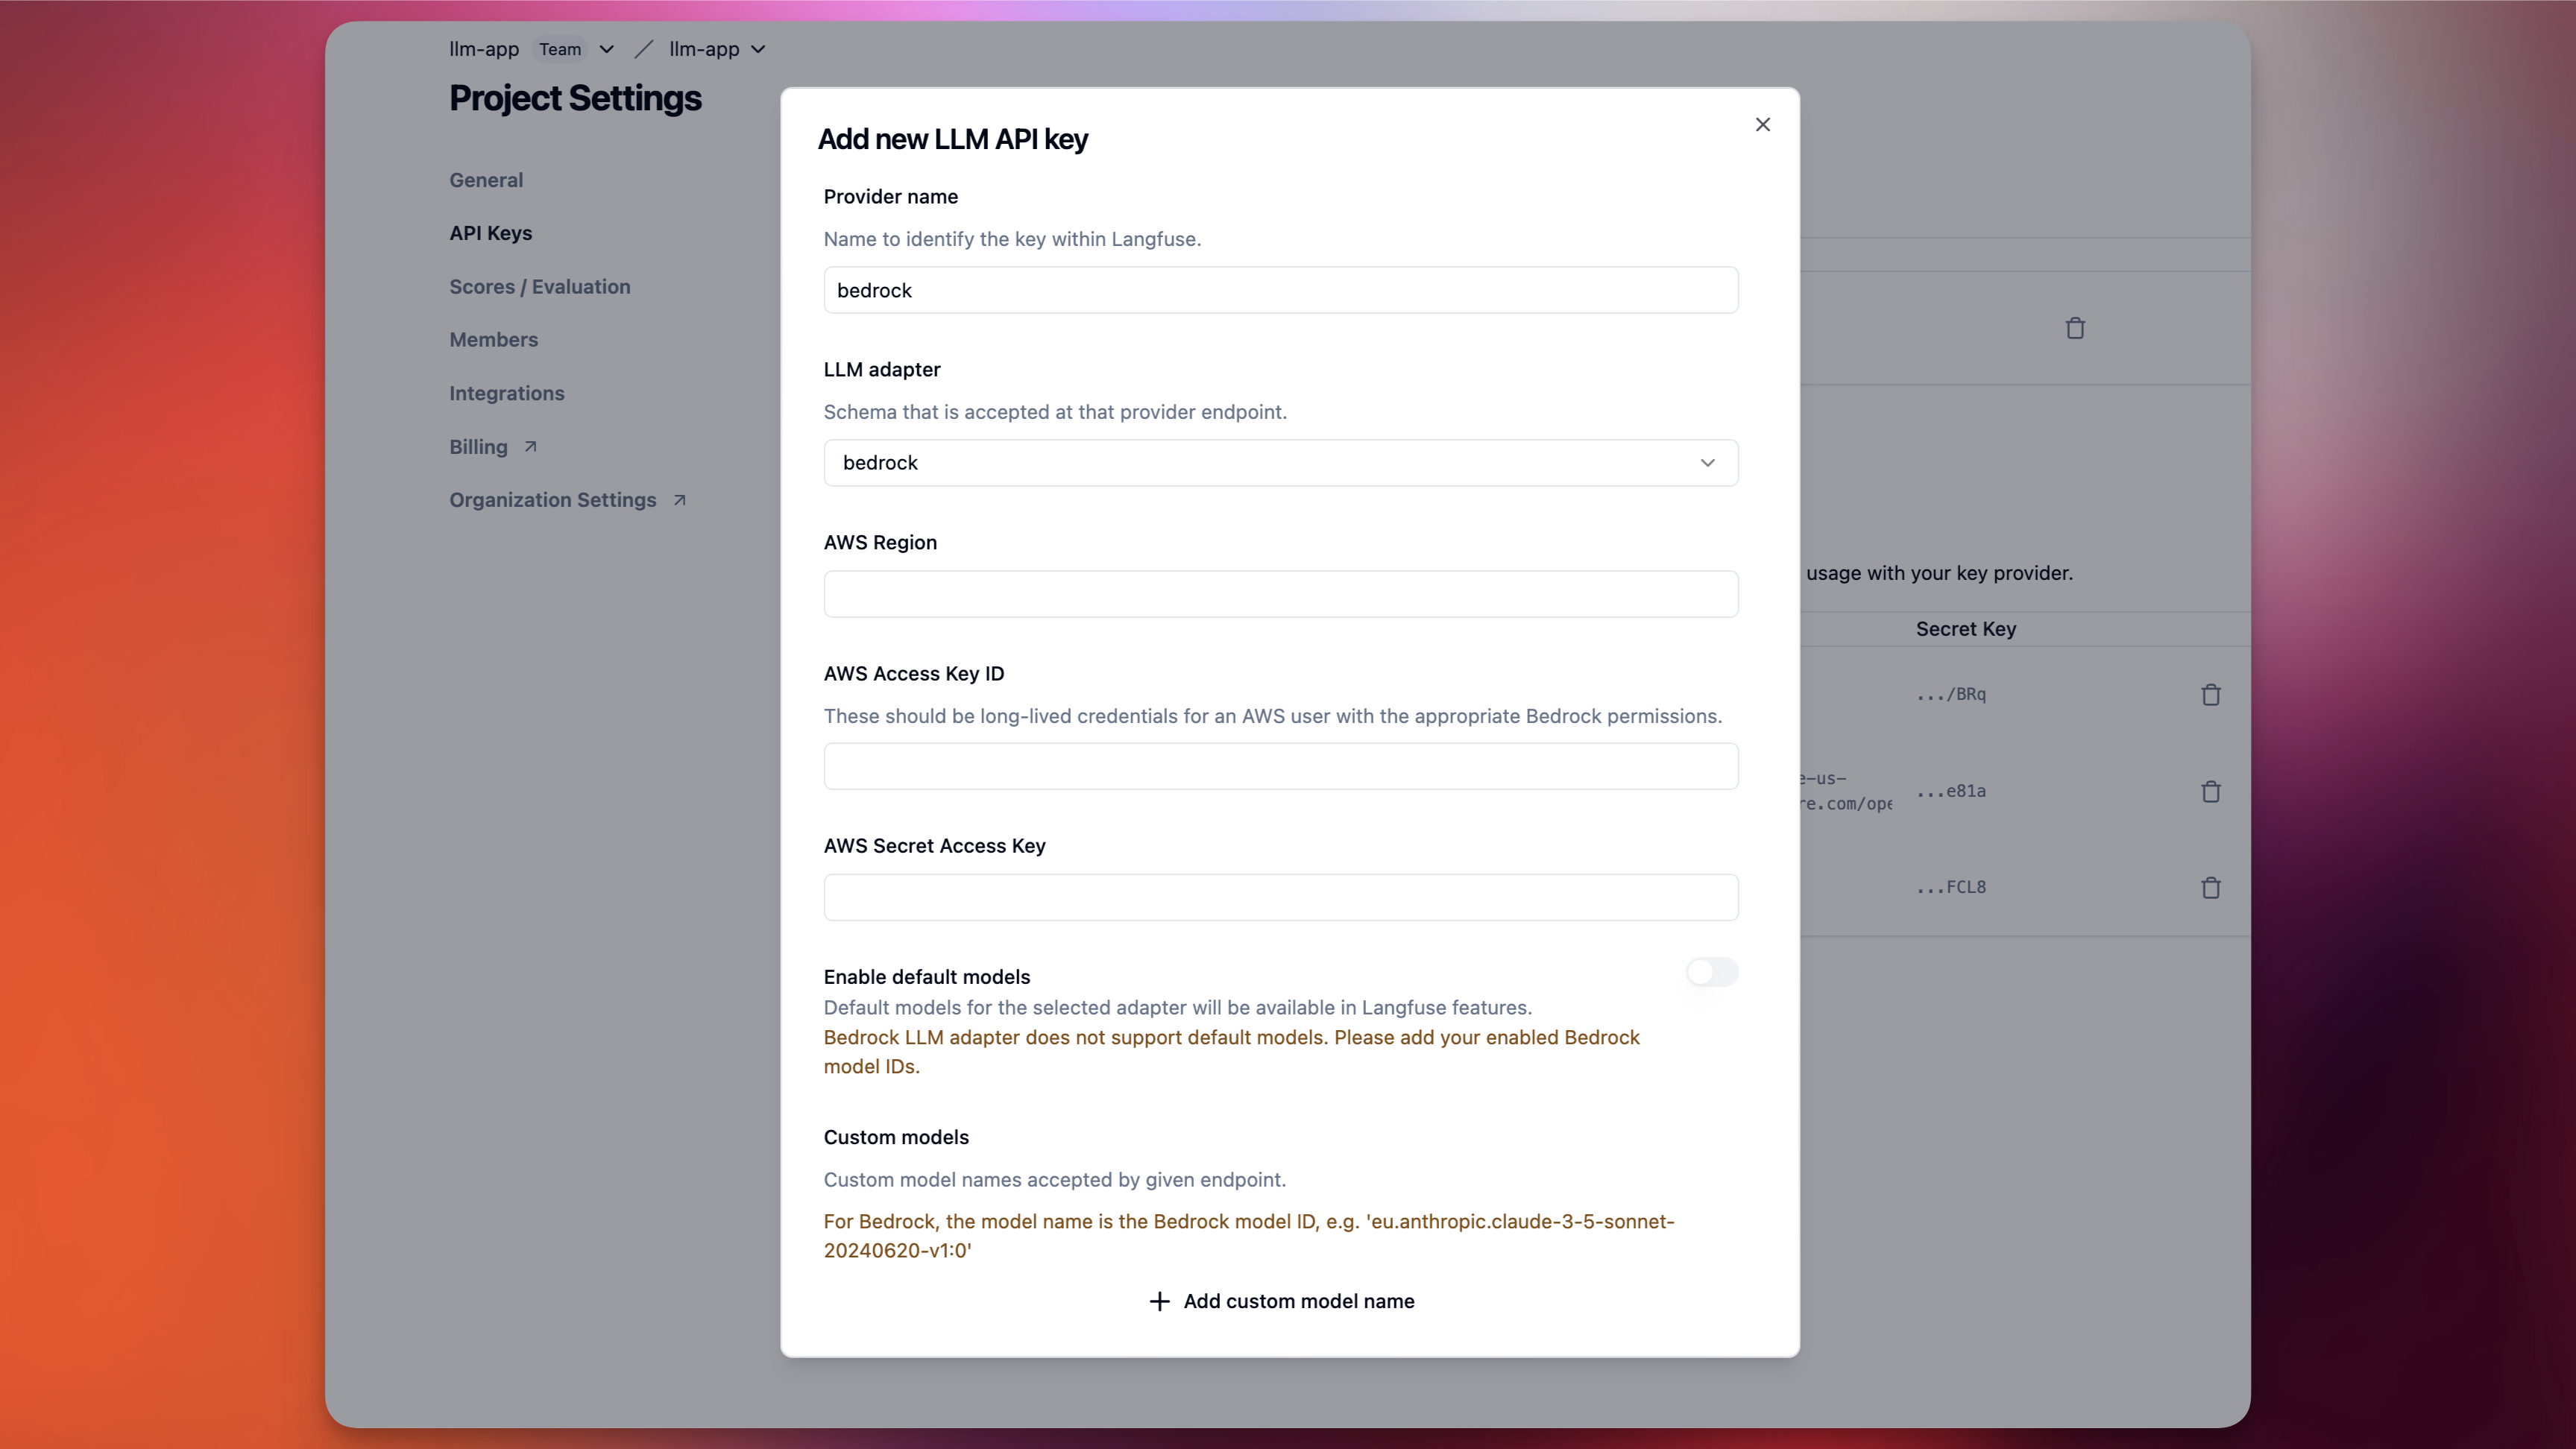 llm-app Team / llm-app
Project Settings
General
API Keys
Scores / Evaluation
Members
Integrations
Billing
Organization Settings
Add new LLM API key
Provider name
Name to identify the key within Langfuse.
bedrock
LLM adapter
Schema that is accepted at that provider endpoint.
bedrock
AWS Region
AWS Access Key ID
These should be long-lived credentials for an AWS user with the appropriate Bedrock permissions.
AWS Secret Access Key
Enable default models
Default models for the selected adapter will be available in Langfuse features.
Bedrock LLM adapter does not support default models. Please add your enabled Bedrock
model IDs.
Custom models
Custom model names accepted by given endpoint.
For Bedrock, the model name is the Bedrock model ID, e.g. 'eu.anthropic.claude-3-5-sonnet-
20240620-v1:0'
Add custom model name
usage with your key provider.
Secret Key
.../BRq
e-us-
re.com/ope
...e81a
...FCL8